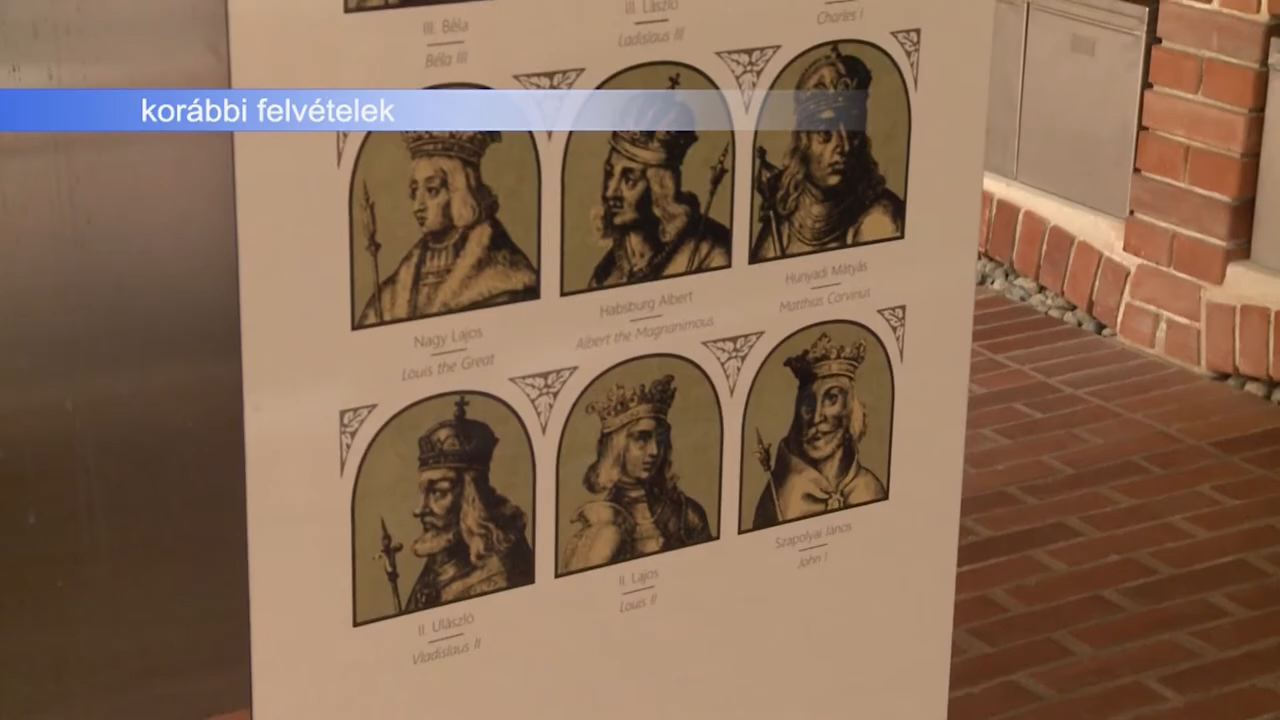 III. Béla
Béla III
III. László
Ladislaus III
Charles I
korábbi felvételek
Nagy Lajos
Louis the Great
Habsburg Albert
Albert the Magnanimous
Hunyadi Mátyás
Matthias Corvinus
II. Ulászló
Vladislaus II
II. Lajos
Louis II
Szapolyai János
John I